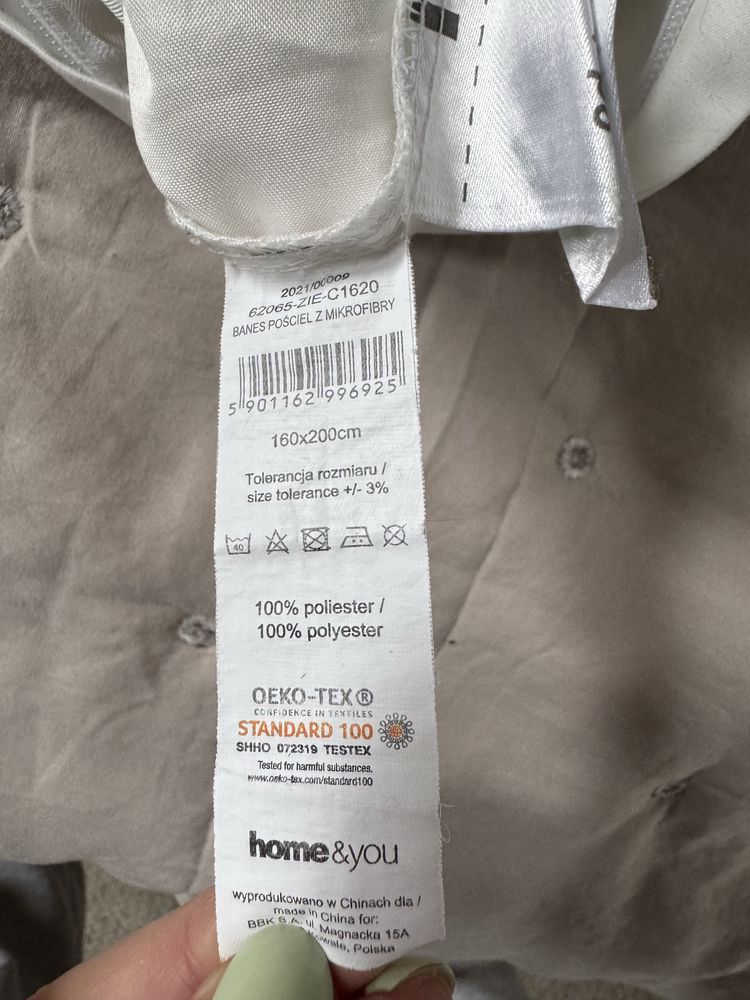 2021/00009
62065-ZIE-C1620
BANES POŚCIEL Z MIKROFIBRY
5 901162 996925
160x200cm
Tolerancja rozmiaru /
size tolerance +/- 3%
40
100% poliester /
100% polyester
OEKO-TEX®
CONFIDENCE IN TEXTILES
STANDARD 100
SHHO 072319 TESTEX
Tested for harmful substances.
www.oeko-tex.com/standard100
home&you
wyprodukowano w Chinach dla /
made in China for:
BBK S.A. ul. Magnacka 15A
Polska